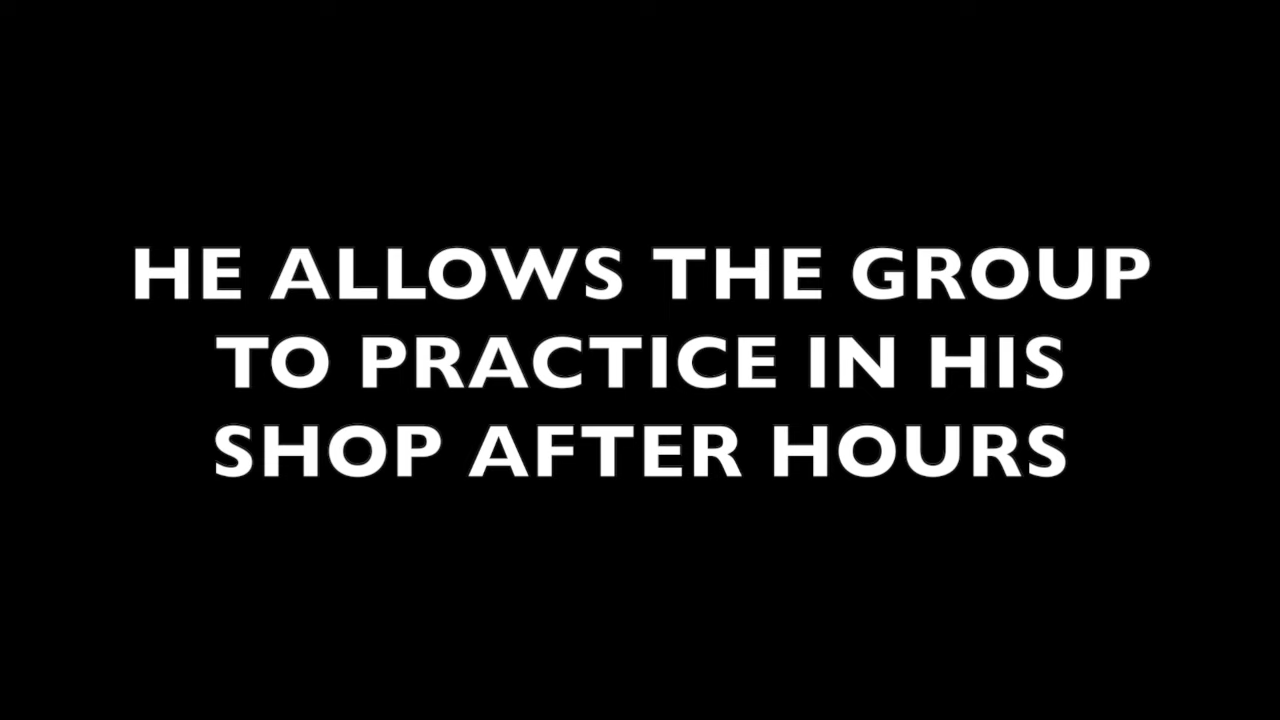 HE ALLOWS THE GROUP
TO PRACTICE IN HIS
SHOP AFTER HOURS